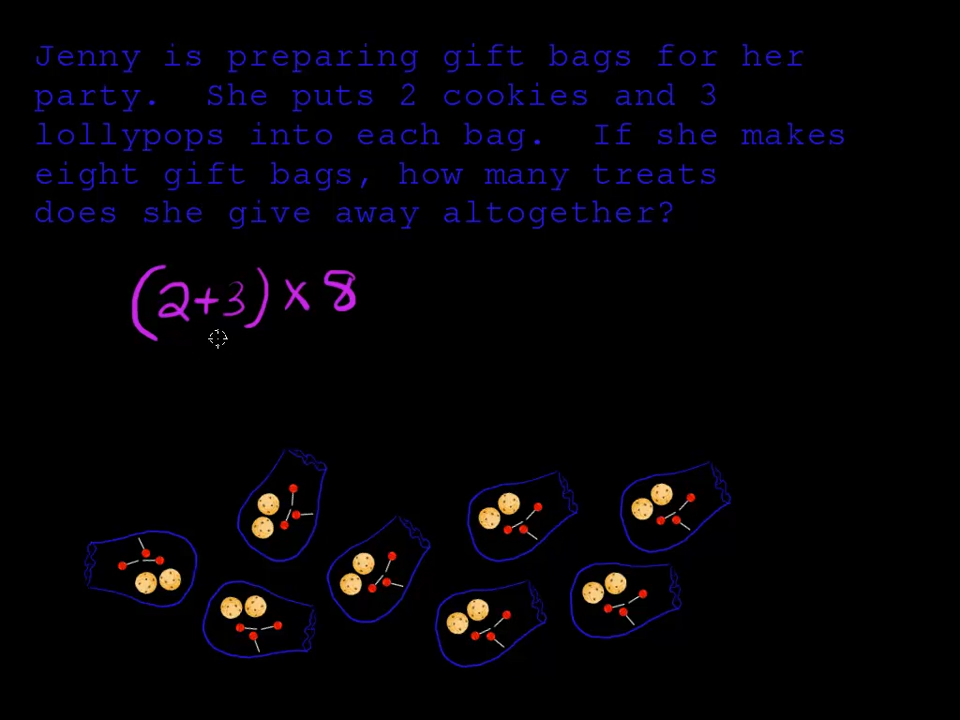 Jenny is preparing gift bags for her
party.  She puts 2 cookies and 3
lollypops into each bag.  If she makes
eight gift bags, how many treats
does she give away altogether?
(2+3) x 8